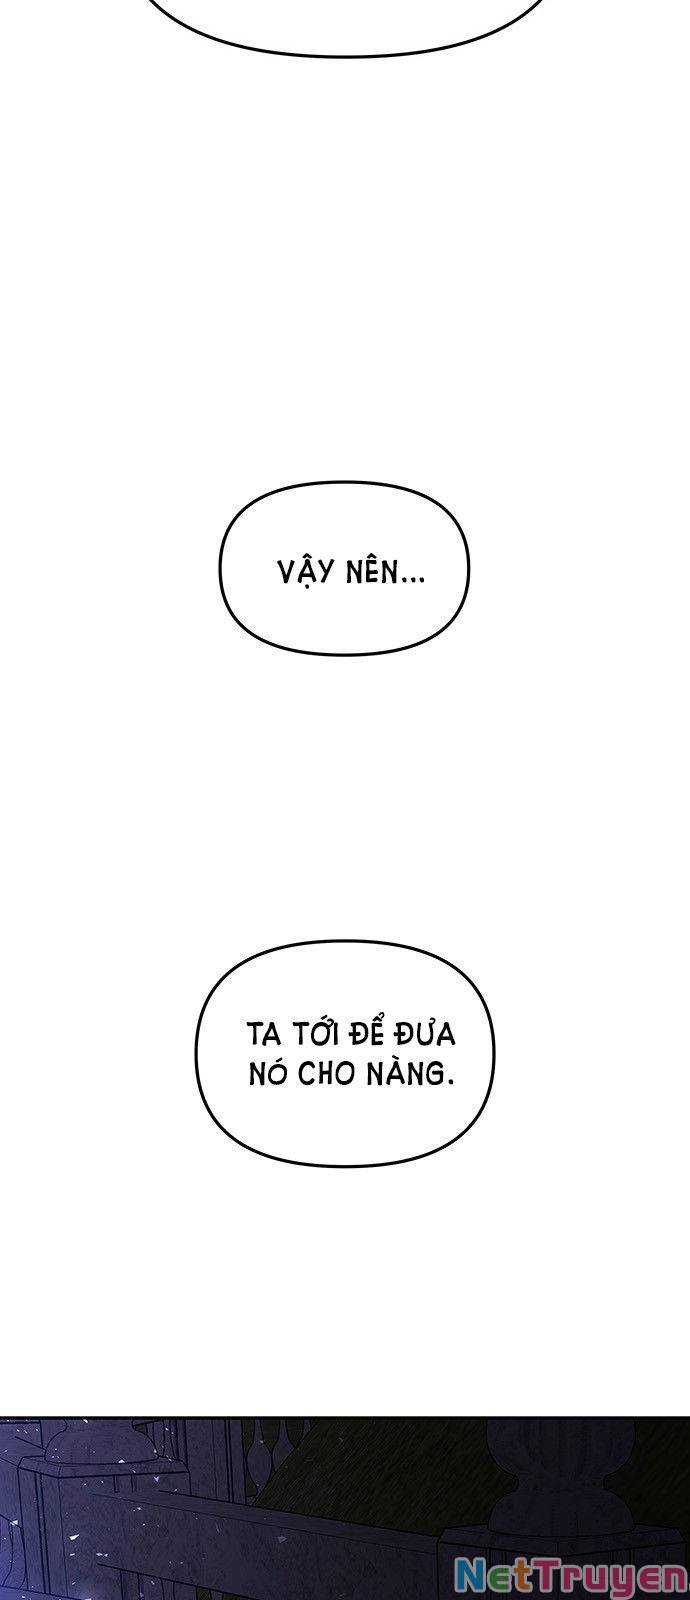 VẬY NÊN...
TA TỚI ĐỂ ĐƯA
NÓ CHO NÀNG.
NetTruyen